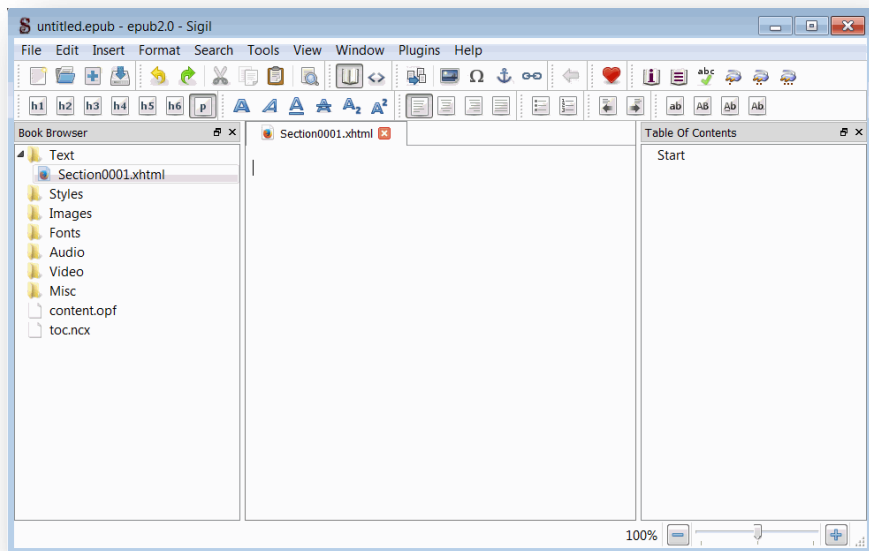 untitled.epub - epub2.0 - Sigil
File Edit Insert Format Search Tools View Window Plugins Help
Ω abc
h1 h2 h3 h4 h5 h6 p A A A A A₂ A² ab AB Ab Ab
Book Browser
Section0001.xhtml
Table Of Contents
Text
Section0001.xhtml
Styles
Images
Fonts
Audio
Video
Misc
content.opf
toc.ncx
Start
100%